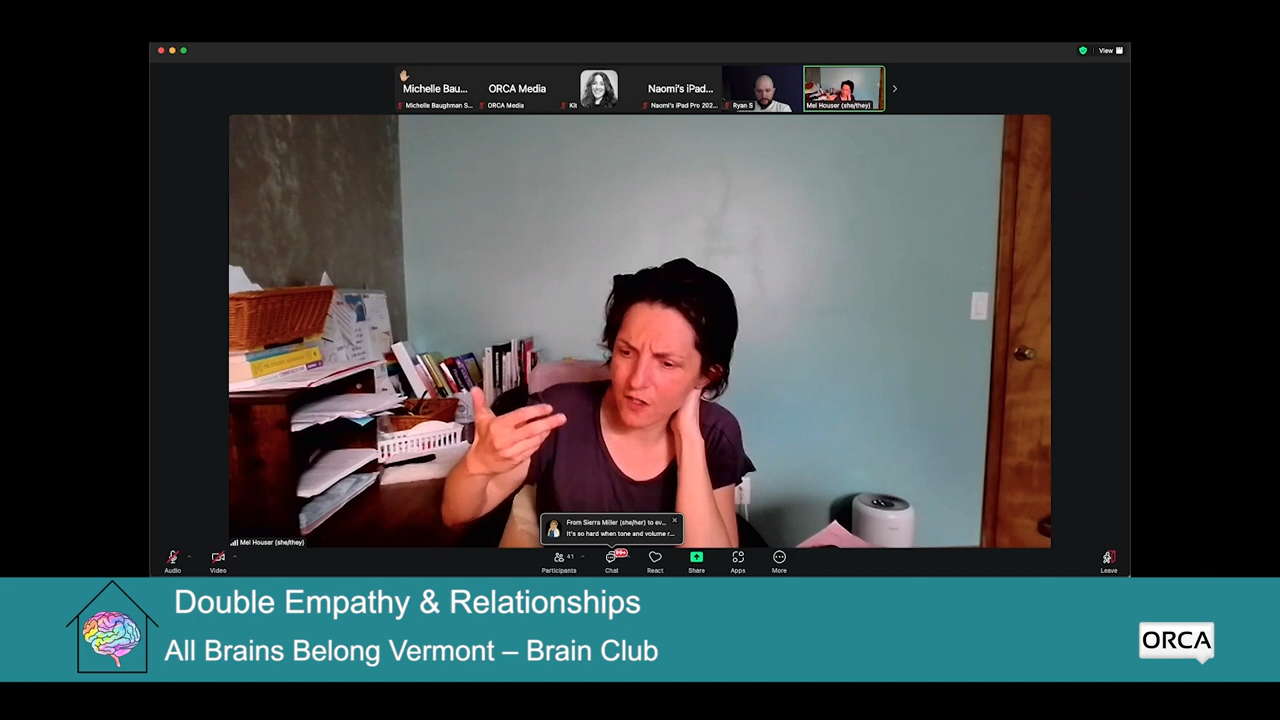 View
Michelle Bau...
ORCA Media
Naomi's iPad...
Michelle Baughman S...
ORCA Media
Kit
Naomi's iPad Pro 202...
Ryan S
Mel Houser (she/they)
From Sierra Miller (she/her) to ev...
It's so hard when tone and volume r...
Mel Houser (she/they)
41
99+
Audio
Video
Participants
Chat
React
Share
Apps
More
Leave
Double Empathy & Relationships
All Brains Belong Vermont – Brain Club
ORCA